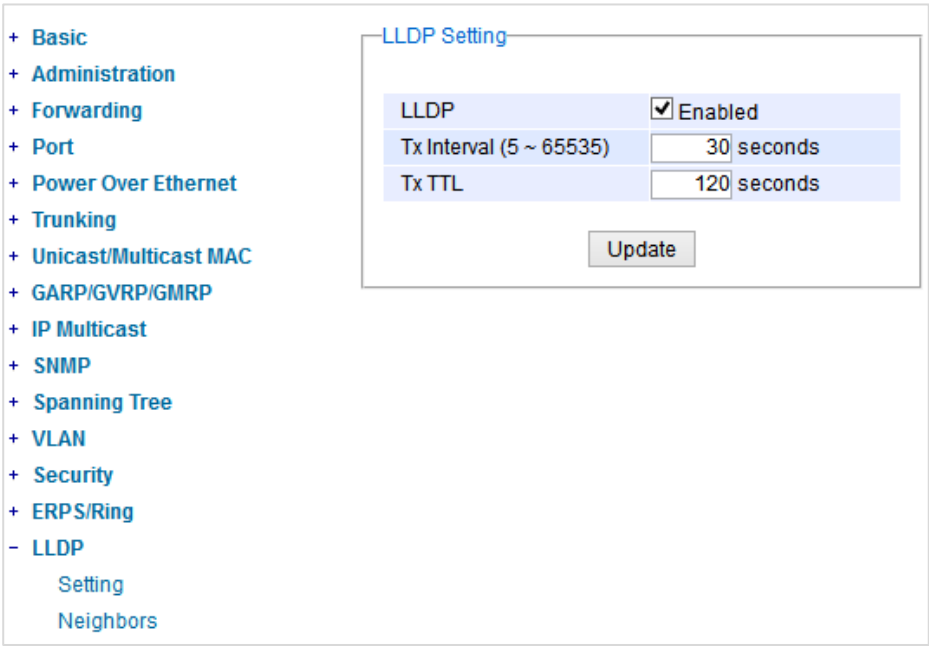 + Basic
+ Administration
+ Forwarding
+ Port
+ Power Over Ethernet
+ Trunking
+ Unicast/Multicast MAC
+ GARP/GVRP/GMRP
+ IP Multicast
+ SNMP
+ Spanning Tree
+ VLAN
+ Security
+ ERPS/Ring
- LLDP
Setting
Neighbors
LLDP Setting
LLDP Enabled
Tx Interval (5 ~ 65535) 30 seconds
Tx TTL 120 seconds
Update